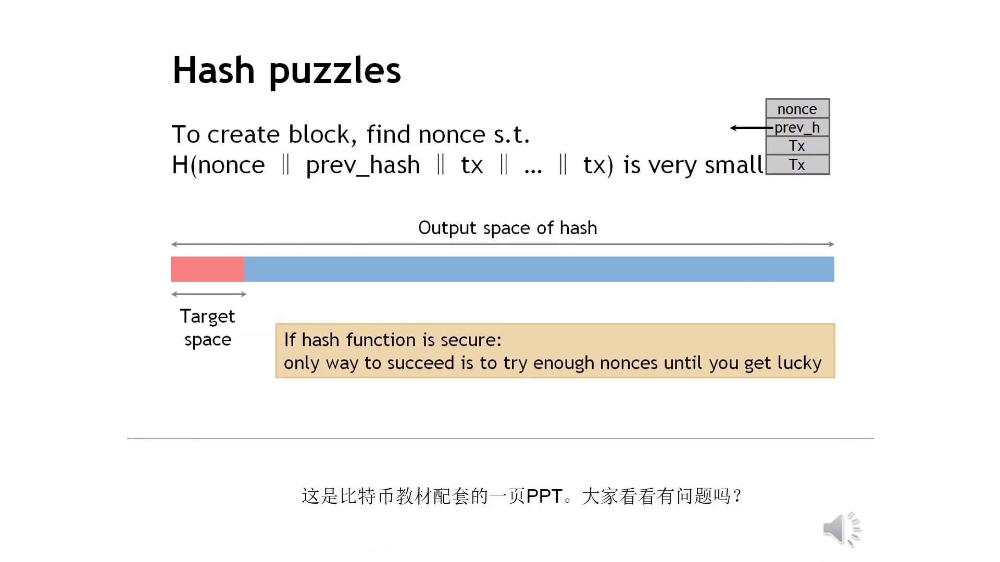 Hash puzzles
To create block, find nonce s.t.
H(nonce ‖ prev_hash ‖ tx ‖ … ‖ tx) is very small
nonce
prev_h
Tx
Tx
Output space of hash
Target
space
If hash function is secure:
only way to succeed is to try enough nonces until you get lucky
这是比特币教材配套的一页PPT。大家看看有问题吗？